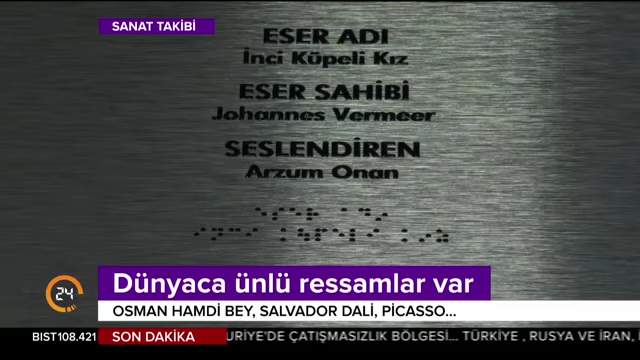 SANAT TAKİBİ
ESER ADI
İnci Küpeli Kız
ESER SAHİBİ
Johannes Vermeer
SESLENDİREN
Arzum Onan
24
Dünyaca ünlü ressamlar var
OSMAN HAMDİ BEY, SALVADOR DALİ, PİCASSO...
BIST108.421 SON DAKİKA URİYE'DE ÇATIŞMASIZLIK BÖLGESİ... TÜRKİYE , RUSYA VE İRAN,